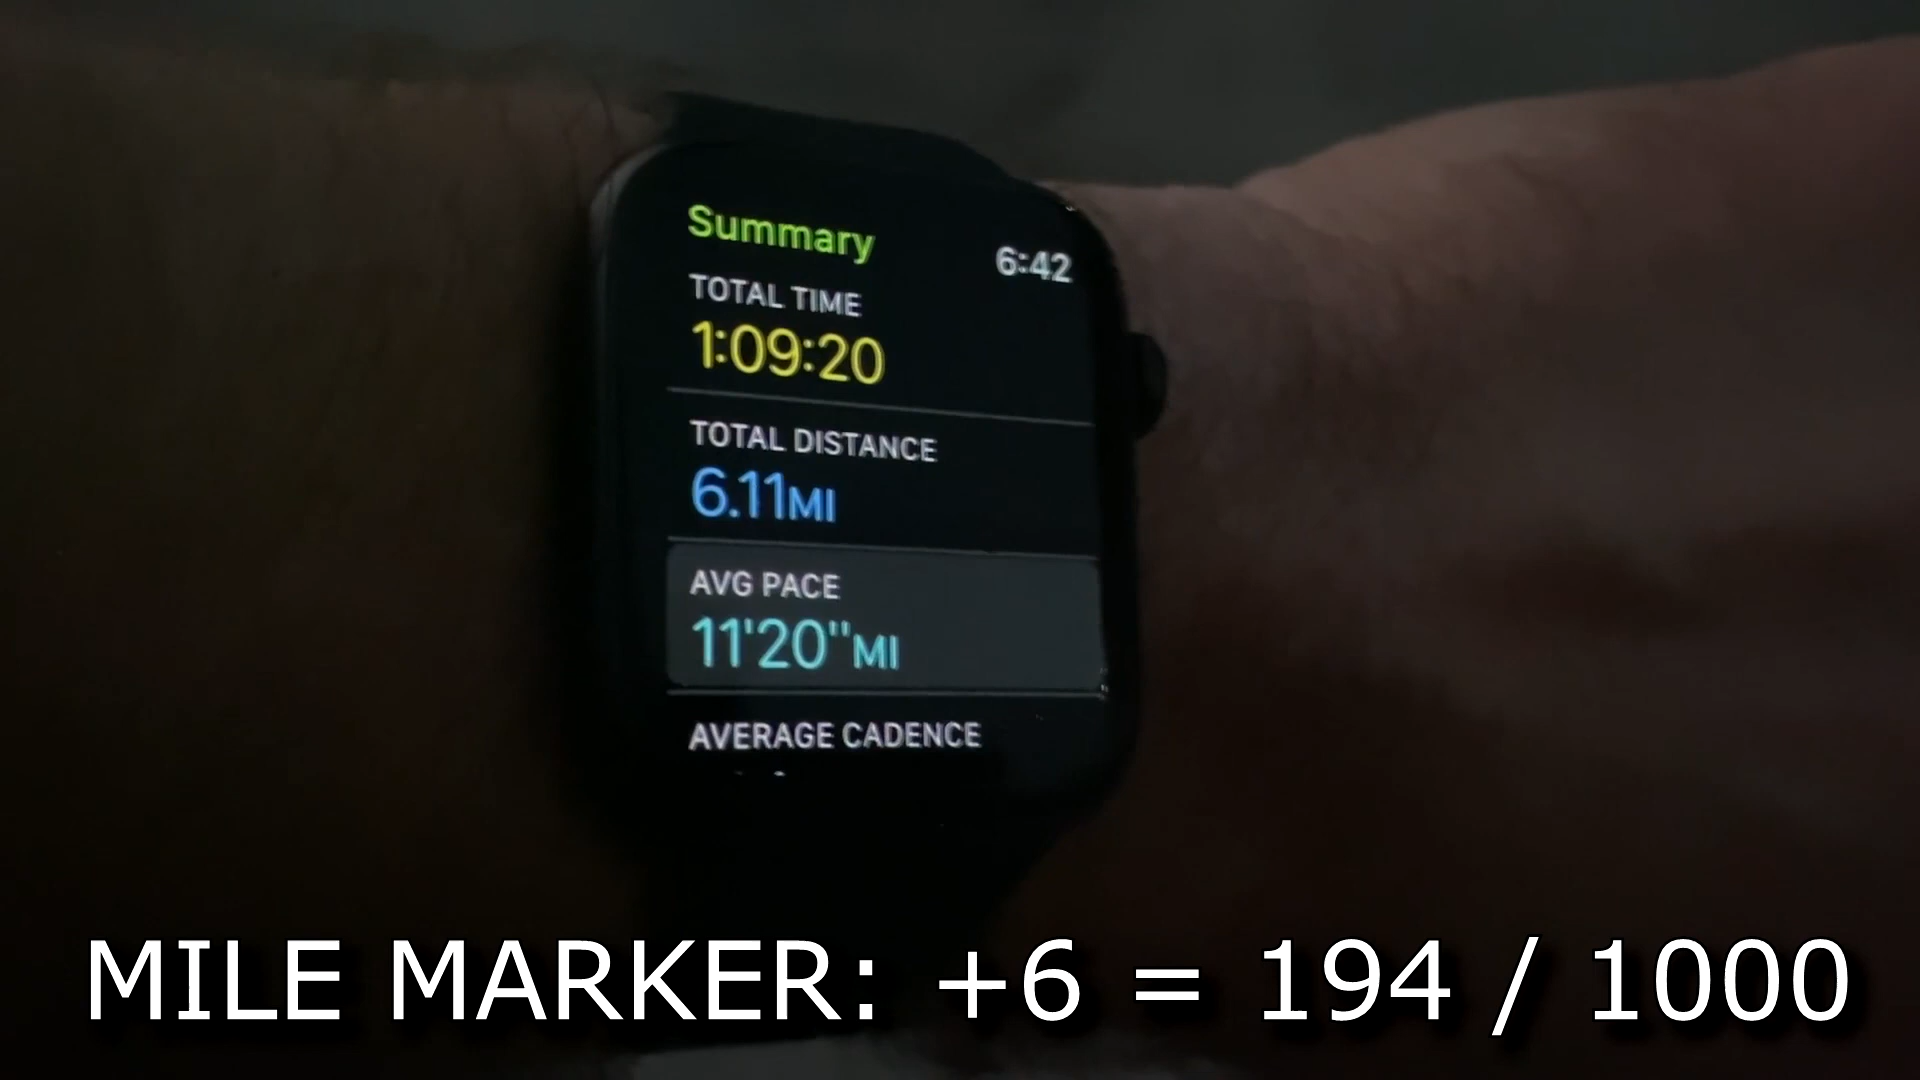 Summary
6:42
TOTAL TIME
1:09:20
TOTAL DISTANCE
6.11MI
AVG PACE
11'20"MI
AVERAGE CADENCE
MILE MARKER: +6 = 194 / 1000